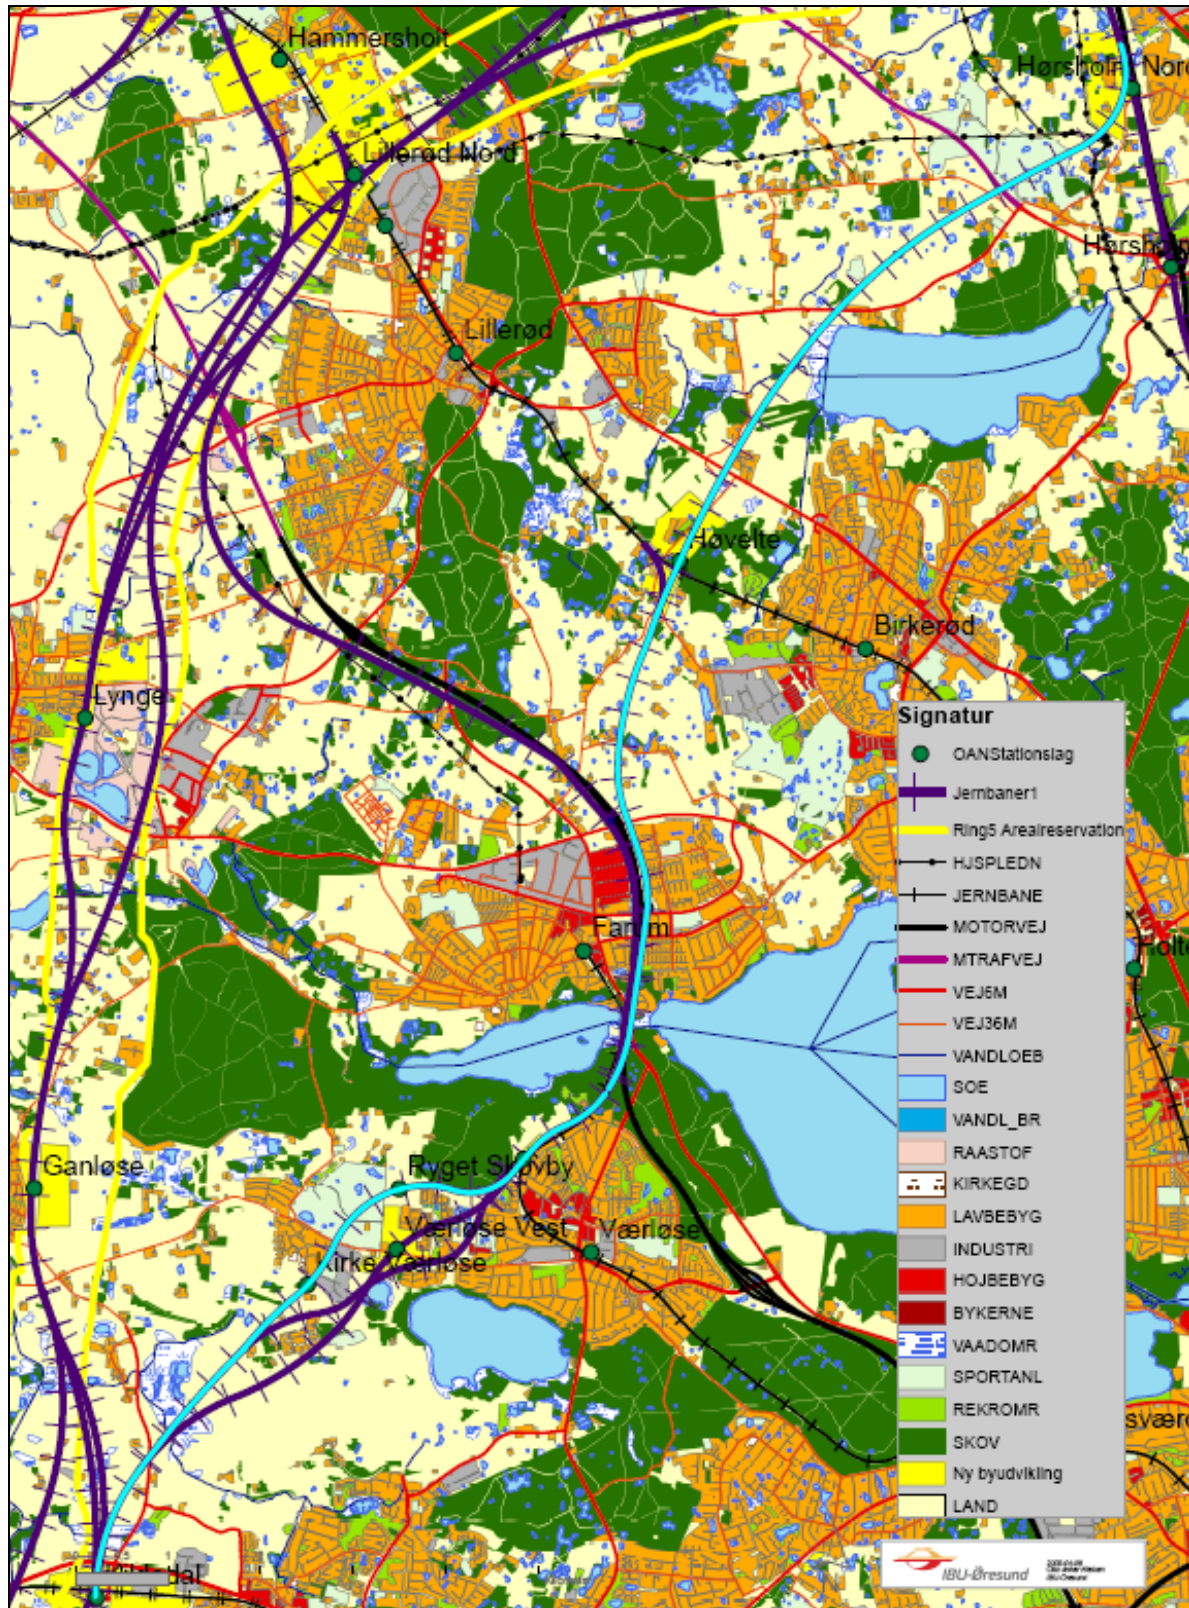 Hammersholt
Hørsholm Nord
Lillerød Nord
Hørsholm
Lillerød
Høvelte
Birkerød
Lynge
Signatur
OANStationslag
Jernbaner1
Ring5 Arealreservation
HJSPLEDN
JERNBANE
MOTORVEJ
MTRAFVEJ
VEJ6M
VEJ36M
VANDLOEB
SOE
VANDL_BR
RAASTOF
KIRKEGD
LAVBEBYG
INDUSTRI
HOJBEBYG
BYKERNE
VAADOMR
SPORTANL
REKROMR
SKOV
Ny byudvikling
LAND
Farum
Holte
Ganløse
Ryget Skovby
Værløse Vest
Værløse
Kirke Værløse
sværd
dal
IBU-Øresund